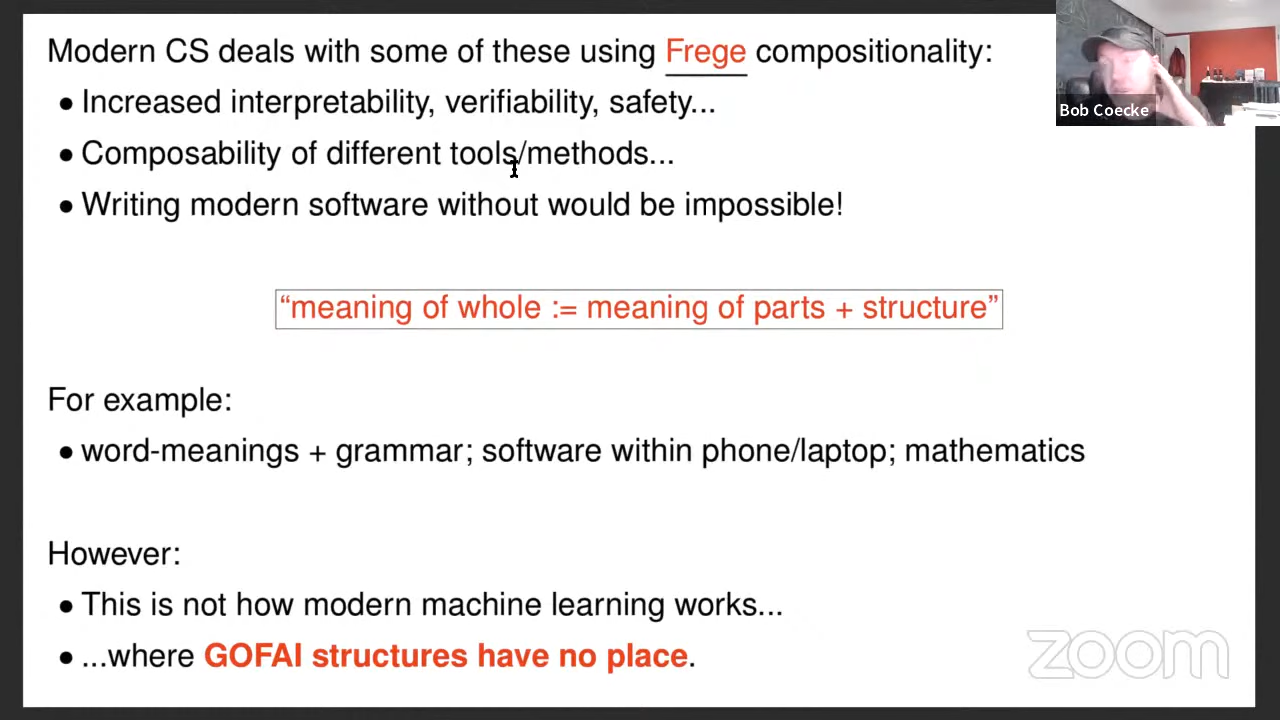 Modern CS deals with some of these using Frege compositionality:
• Increased interpretability, verifiability, safety...
• Composability of different tools/methods...
• Writing modern software without would be impossible!
“meaning of whole := meaning of parts + structure”
For example:
• word-meanings + grammar; software within phone/laptop; mathematics
However:
• This is not how modern machine learning works...
• ...where GOFAI structures have no place.
Bob Coecke
zoom